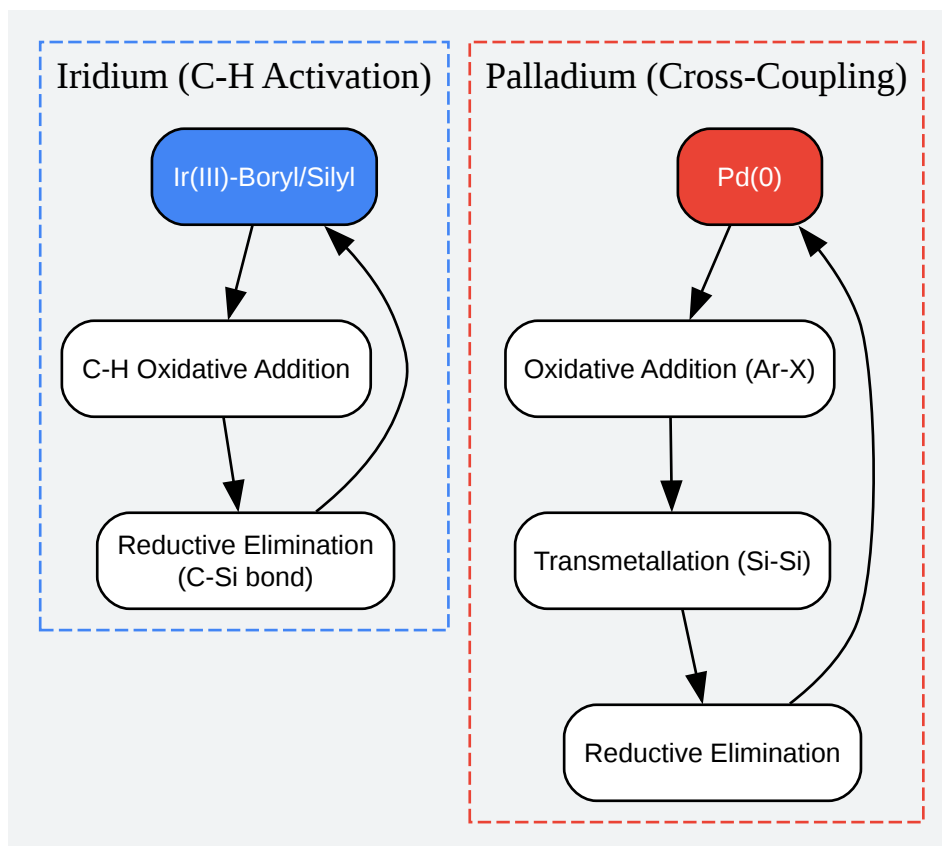 Iridium (C-H Activation)
Ir(III)-Boryl/Silyl
C-H Oxidative Addition
Reductive Elimination
(C-Si bond)
Palladium (Cross-Coupling)
Pd(0)
Oxidative Addition (Ar-X)
Transmetallation (Si-Si)
Reductive Elimination